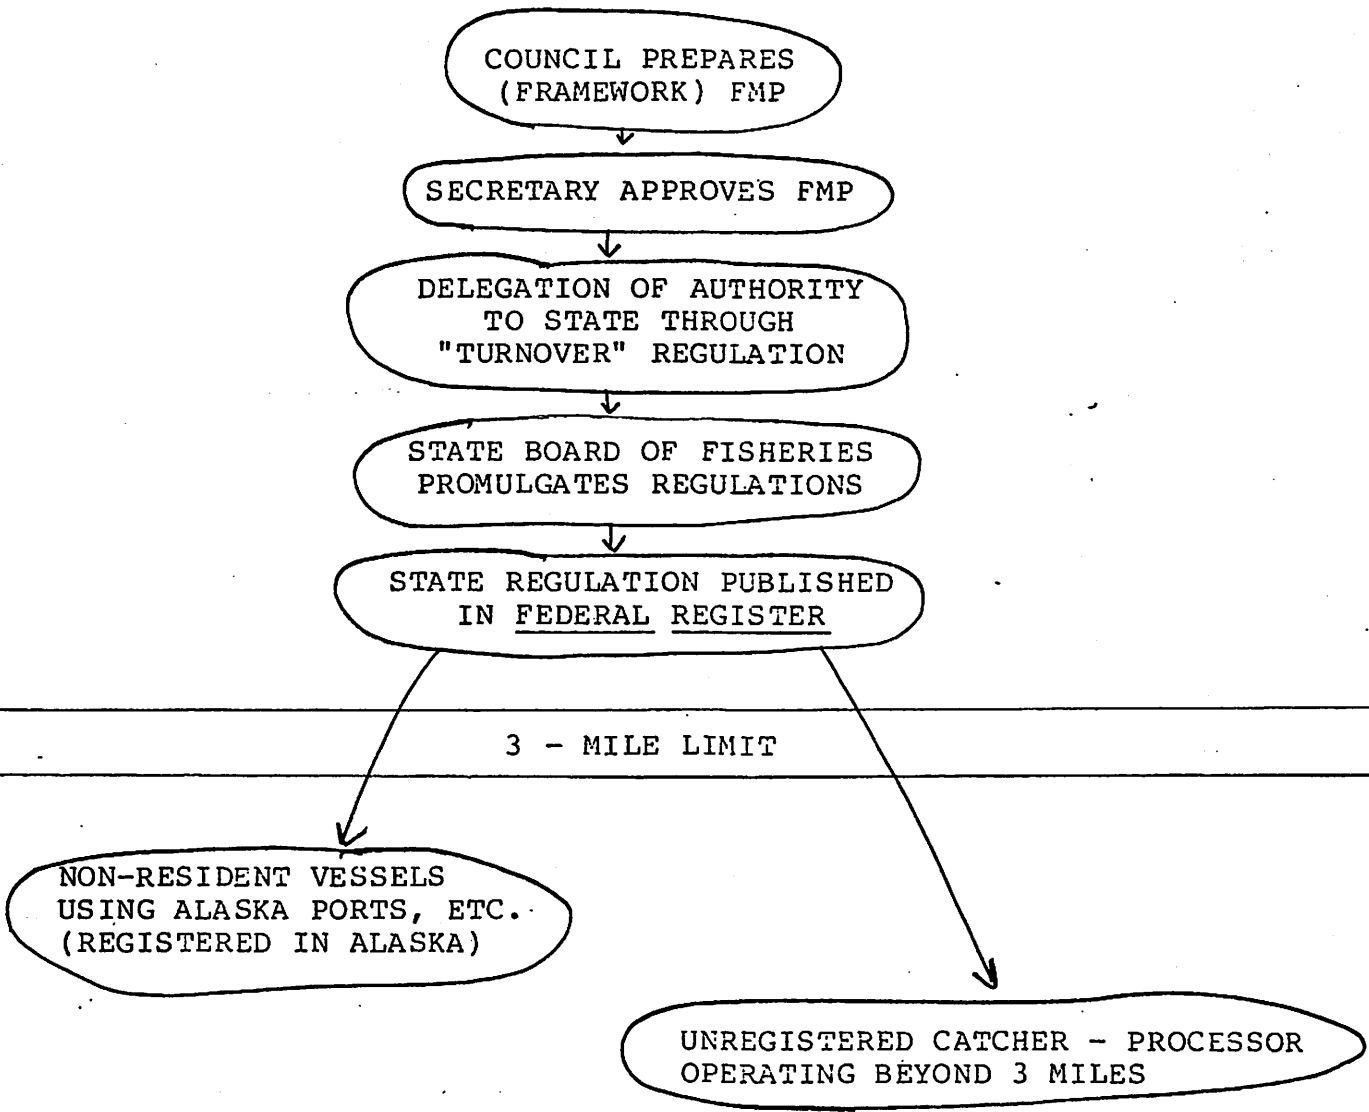 COUNCIL PREPARES
(FRAMEWORK) FMP
SECRETARY APPROVES FMP
DELEGATION OF AUTHORITY
TO STATE THROUGH
"TURNOVER" REGULATION
STATE BOARD OF FISHERIES
PROMULGATES REGULATIONS
STATE REGULATION PUBLISHED
IN FEDERAL REGISTER
3 - MILE LIMIT
NON-RESIDENT VESSELS
USING ALASKA PORTS, ETC.
(REGISTERED IN ALASKA)
UNREGISTERED CATCHER - PROCESSOR
OPERATING BEYOND 3 MILES